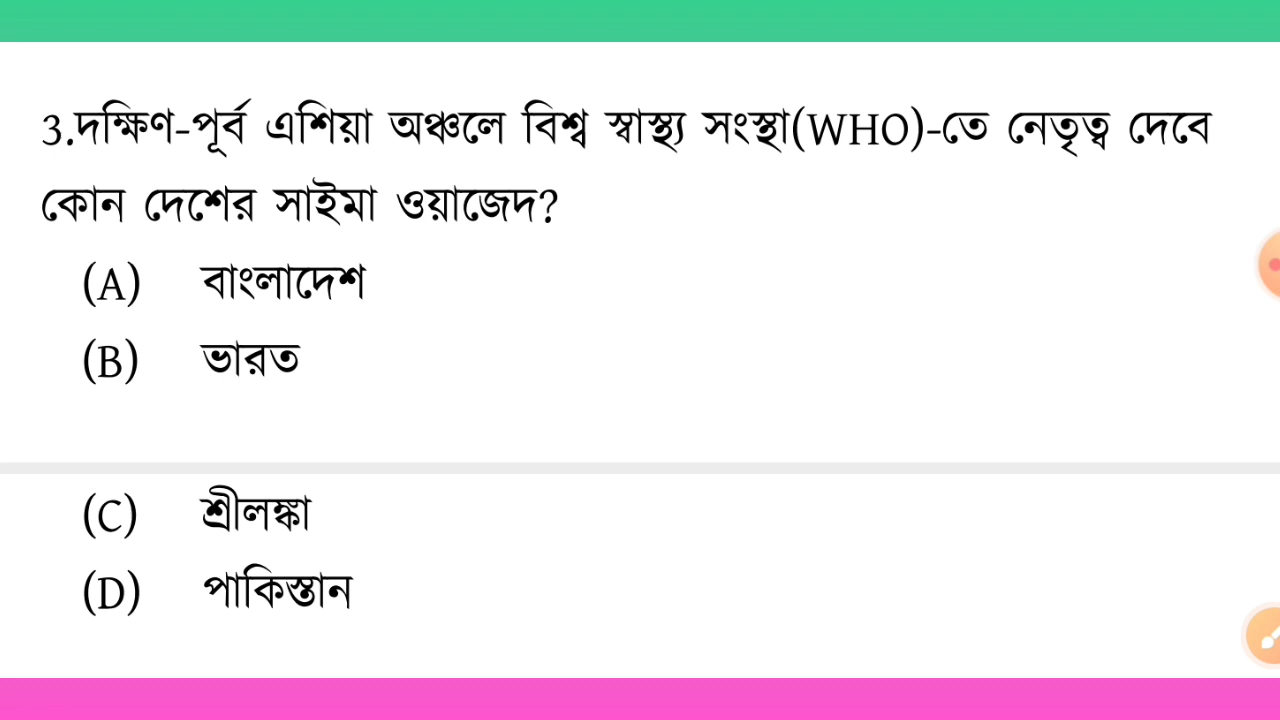 3.দক্ষিণ-পূর্ব এশিয়া অঞ্চলে বিশ্ব স্বাস্থ্য সংস্থা(WHO)-তে নেতৃত্ব দেবে
কোন দেশের সাইমা ওয়াজেদ?
(A) বাংলাদেশ
(B) ভারত
(C) শ্রীলঙ্কা
(D) পাকিস্তান